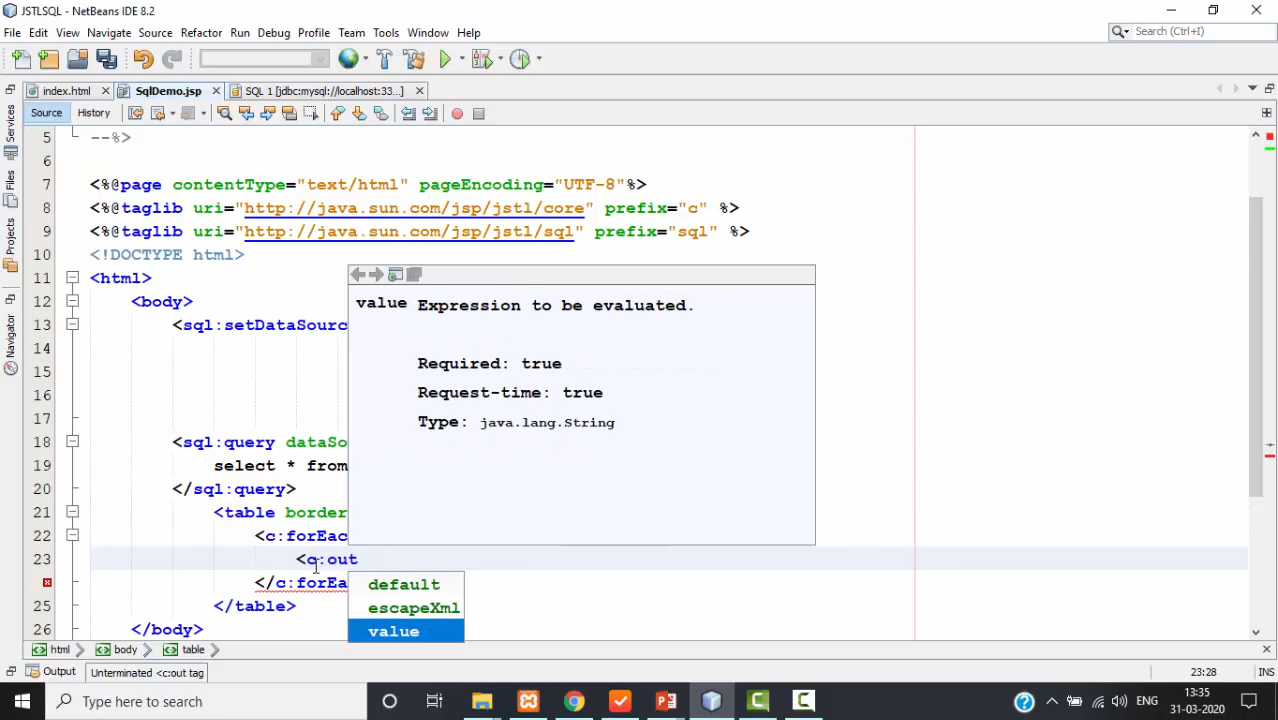 JSTLSQL - NetBeans IDE 8.2
File Edit View Navigate Source Refactor Run Debug Profile Team Tools Window Help
Search (Ctrl+I)
index.html SqlDemo.jsp SQL 1 [jdbc:mysql://localhost:33...]
Source History
Services
Files
Projects
Navigator
5 --%>
6
7 <%@page contentType="text/html" pageEncoding="UTF-8"%>
8 <%@taglib uri="http://java.sun.com/jsp/jstl/core" prefix="c" %>
9 <%@taglib uri="http://java.sun.com/jsp/jstl/sql" prefix="sql" %>
10 <!DOCTYPE html>
11 <html>
12 <body>
13 <sql:setDataSourc
14
15
16
17
18 <sql:query dataSo
19 select * from
20 </sql:query>
21 <table border
22 <c:forEac
23 <c:out
</c:forEa
25 </table>
26 </body>
value Expression to be evaluated.
Required: true
Request-time: true
Type: java.lang.String
default
escapeXml
value
html body table
Output Unterminated <c:out tag 23:28 INS
Type here to search
ENG
13:35
31-03-2020